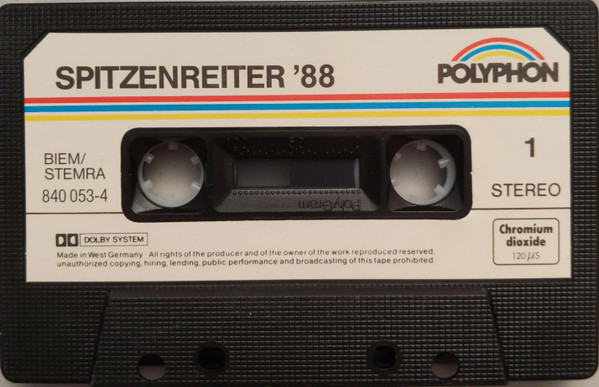 SPITZENREITER '88
POLYPHON
BIEM/
STEMRA
840 053-4
1
STEREO
PolyGram
DOLBY SYSTEM
Chromium
dioxide
120 µS
Made in West Germany · All rights of the producer and of the owner of the work reproduced reserved,
unauthorized copying, hiring, lending, public performance and broadcasting of this tape prohibited.